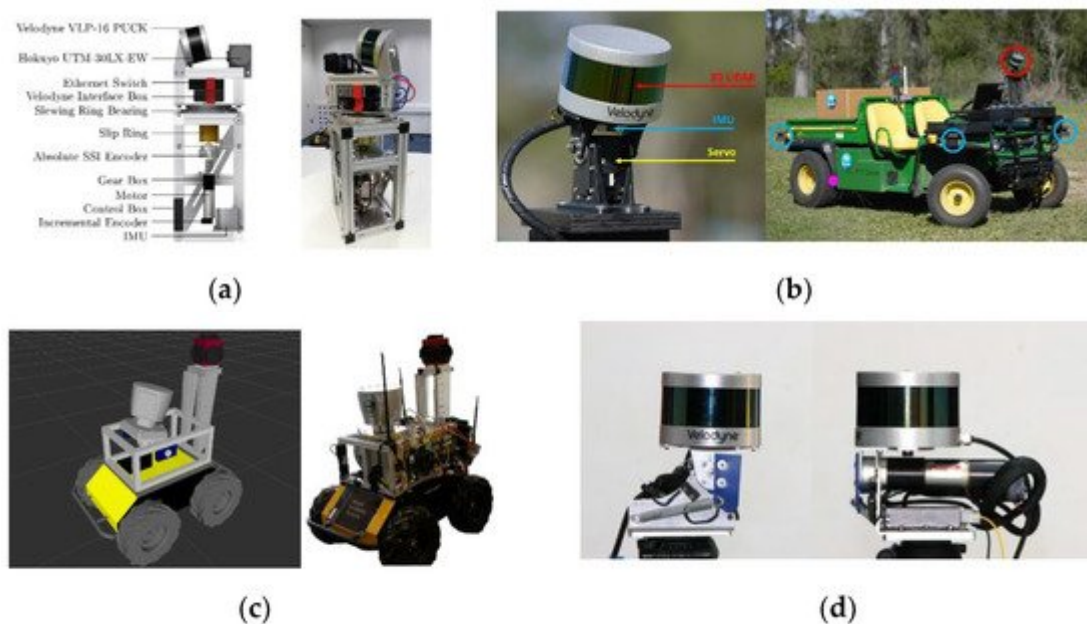 Velodyne VLP-16 PUCK
Hokuyo UTM-30LX-EW
Ethernet Switch
Velodyne Interface Box
Slewing Ring Bearing
Slip Ring
Absolute SSI Encoder
Gear Box
Motor
Control Box
Incremental Encoder
IMU
3D LiDAR
IMU
Servo
Velodyne
(a)
(b)
Velodyne
(c)
(d)